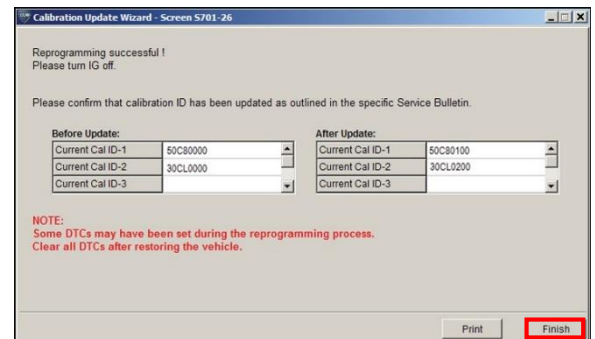 Calibration Update Wizard - Screen S701-26
Reprogramming successful !
Please turn IG off.
Please confirm that calibration ID has been updated as outlined in the specific Service Bulletin.
Before Update: After Update:
Current Cal ID-1 50C80000 Current Cal ID-1 50C80100
Current Cal ID-2 30CL0000 Current Cal ID-2 30CL0200
Current Cal ID-3 Current Cal ID-3
NOTE:
Some DTCs may have been set during the reprogramming process.
Clear all DTCs after restoring the vehicle.
Print Finish